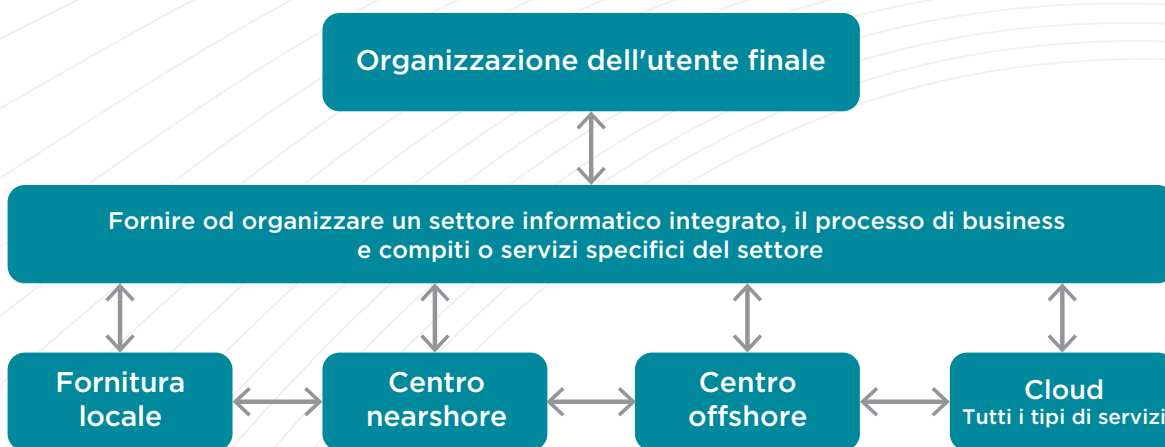 Organizzazione dell'utente finale
Fornire od organizzare un settore informatico integrato, il processo di business
e compiti o servizi specifici del settore
Fornitura
locale
Centro
nearshore
Centro
offshore
Cloud
Tutti i tipi di servizi